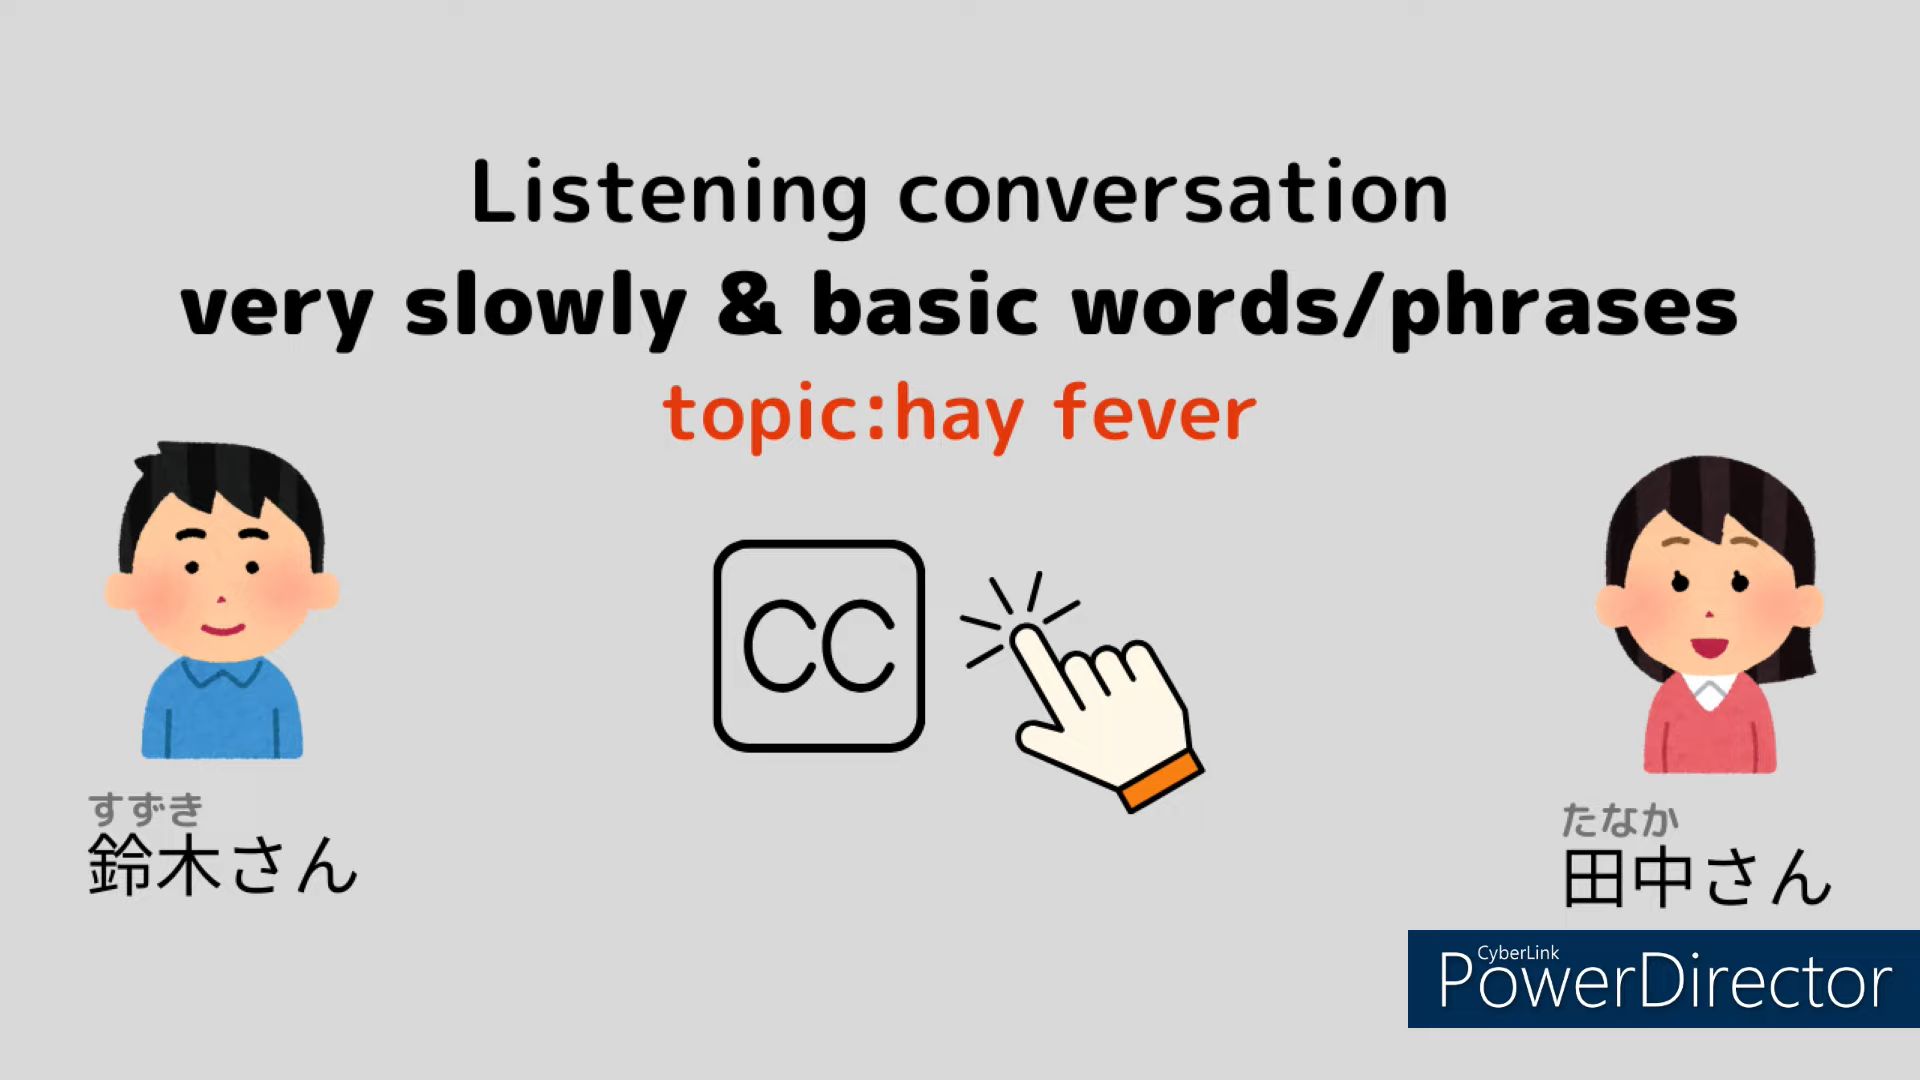 Listening conversation
very slowly & basic words/phrases
topic:hay fever
CC
すずき
鈴木さん
たなか
田中さん
CyberLink
PowerDirector